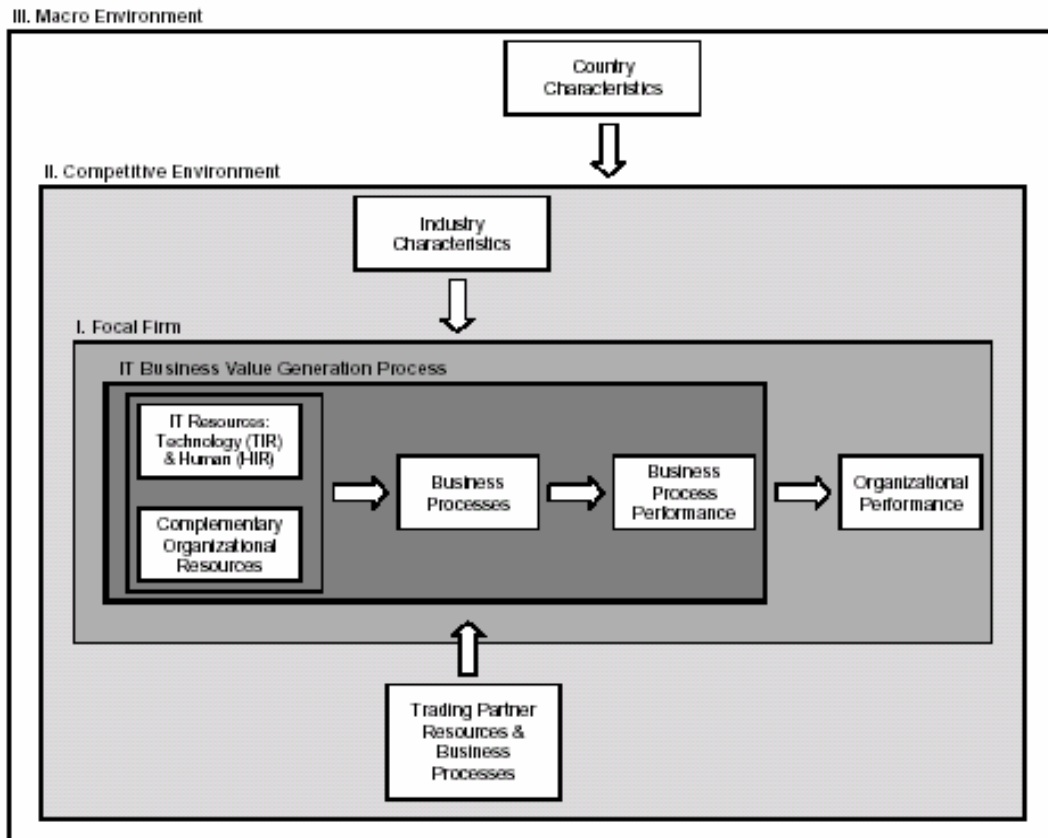 III. Macro Environment
Country
Characteristics
II. Competitive Environment
Industry
Characteristics
I. Focal Firm
IT Business Value Generation Process
IT Resources:
Technology (TIR)
& Human (HIR)
Complementary
Organizational
Resources
Business
Processes
Business
Process
Performance
Organizational
Performance
Trading Partner
Resources &
Business
Processes